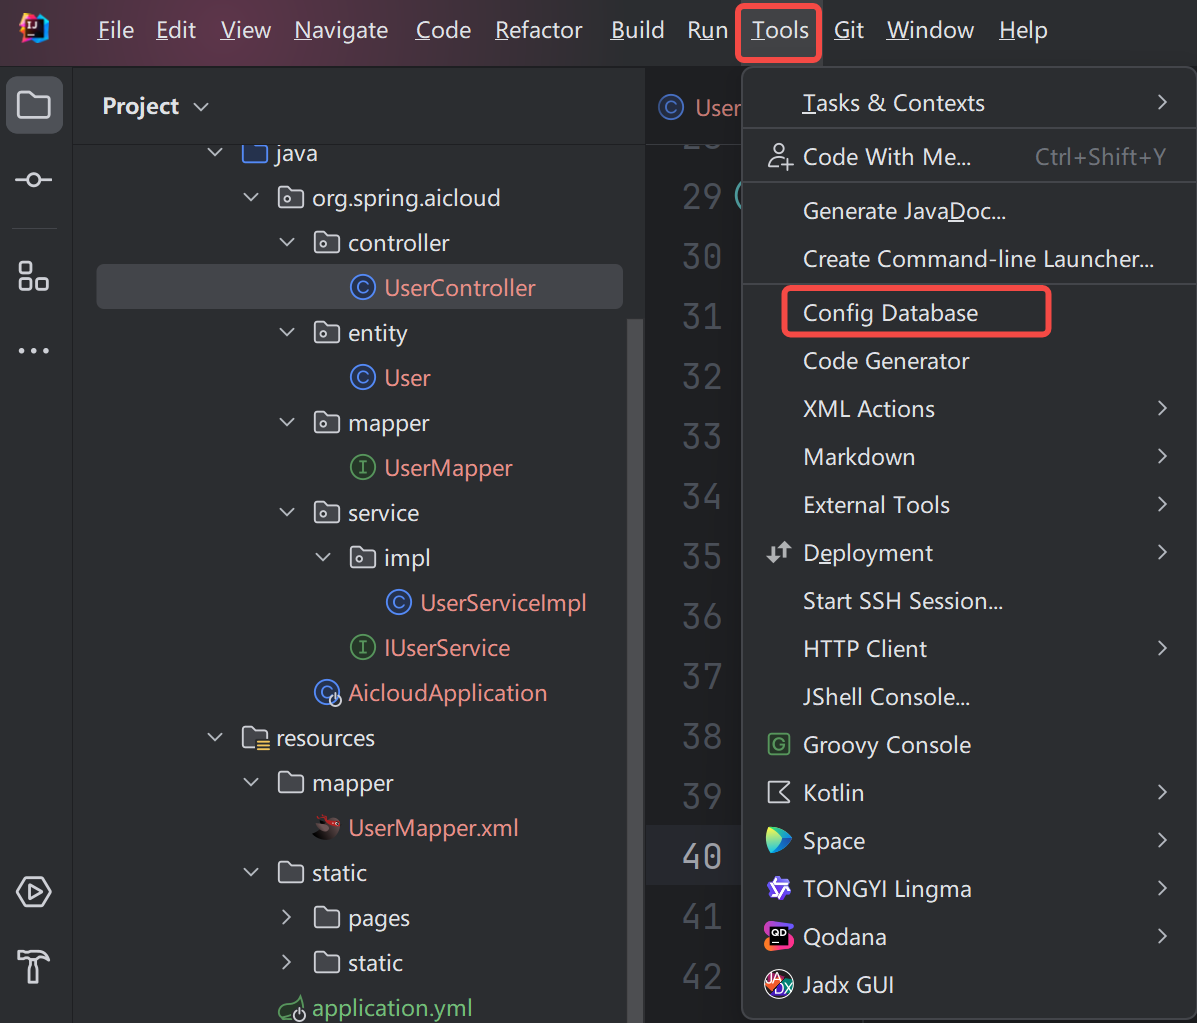 File Edit View Navigate Code Refactor Build Run Tools Git Window Help
Project
java
org.spring.aicloud
controller
UserController
entity
User
mapper
UserMapper
service
impl
UserServiceImpl
IUserService
AicloudApplication
resources
mapper
UserMapper.xml
static
pages
static
application.yml
User
29
30
31
32
33
34
35
36
37
38
39
40
41
42
Tasks & Contexts
Code With Me... Ctrl+Shift+Y
Generate JavaDoc...
Create Command-line Launcher...
Config Database
Code Generator
XML Actions
Markdown
External Tools
Deployment
Start SSH Session...
HTTP Client
JShell Console...
Groovy Console
Kotlin
Space
TONGYI Lingma
Qodana
Jadx GUI